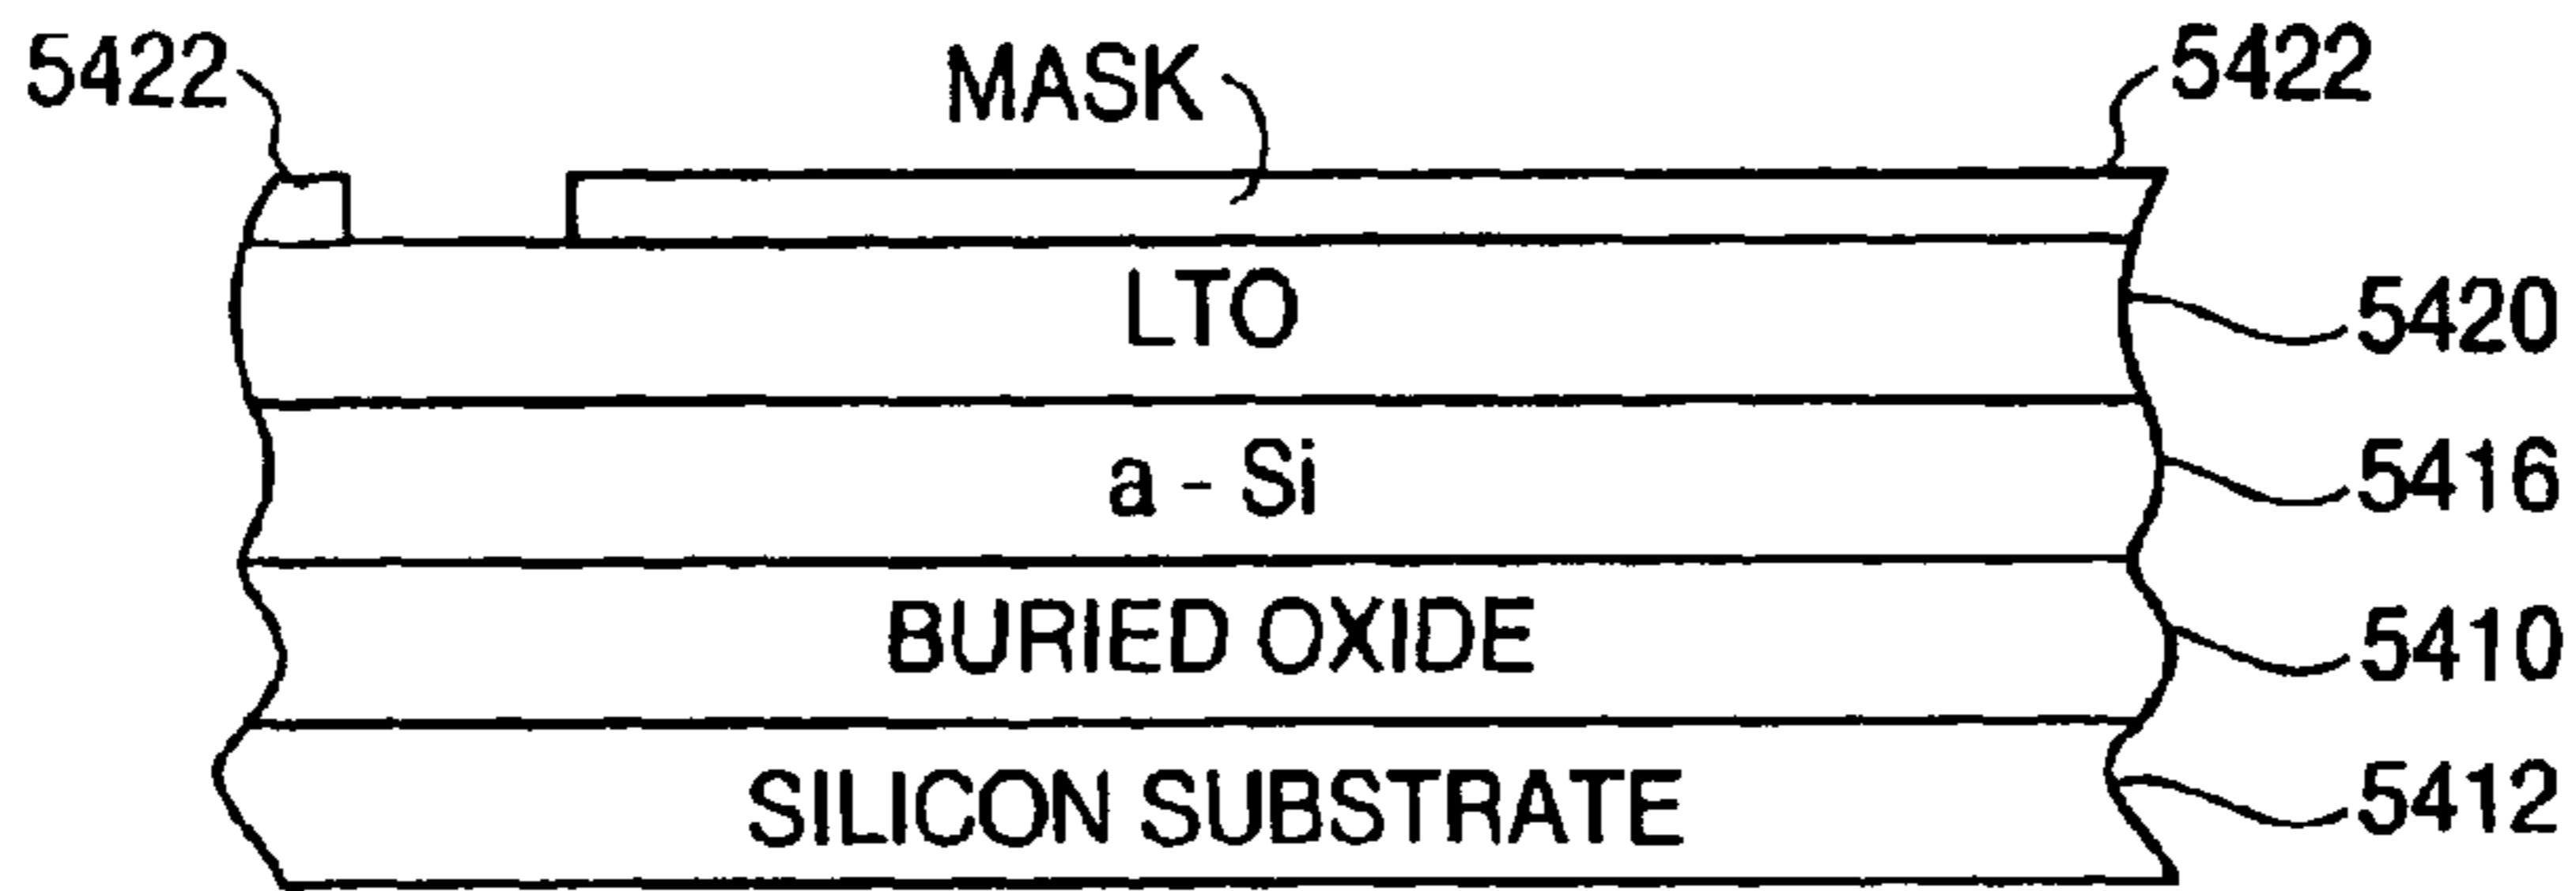 5422
MASK
5422
LTO
5420
a - Si
5416
BURIED OXIDE
5410
SILICON SUBSTRATE
5412